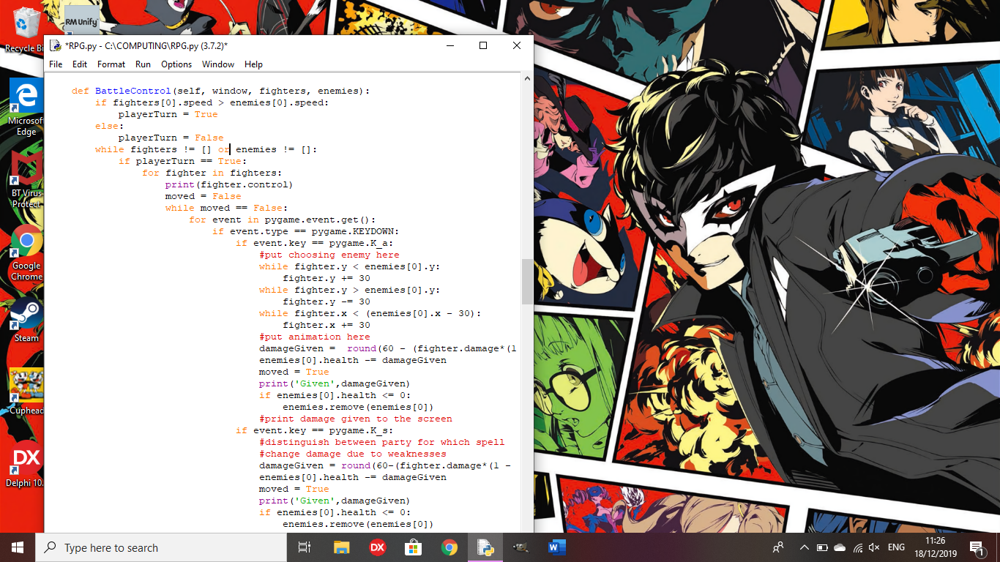 Recycle Bi
RM Unify
*RPG.py - C:\COMPUTING\RPG.py (3.7.2)*
File Edit Format Run Options Window Help
def BattleControl(self, window, fighters, enemies):
if fighters[0].speed > enemies[0].speed:
playerTurn = True
else:
playerTurn = False
while fighters != [] or enemies != []:
if playerTurn == True:
for fighter in fighters:
print(fighter.control)
moved = False
while moved == False:
for event in pygame.event.get():
if event.type == pygame.KEYDOWN:
if event.key == pygame.K_a:
#put choosing enemy here
while fighter.y < enemies[0].y:
fighter.y += 30
while fighter.y > enemies[0].y:
fighter.y -= 30
while fighter.x < (enemies[0].x - 30):
fighter.x += 30
#put animation here
damageGiven =  round(60 - (fighter.damage*(1
enemies[0].health -= damageGiven
moved = True
print('Given',damageGiven)
if enemies[0].health <= 0:
enemies.remove(enemies[0])
#print damage given to the screen
if event.key == pygame.K_s:
#distinguish between party for which spell
#change damage due to weaknesses
damageGiven = round(60-(fighter.damage*(1 -
enemies[0].health -= damageGiven
moved = True
print('Given',damageGiven)
if enemies[0].health <= 0:
enemies.remove(enemies[0])
Microsof
Edge
BT Virus
Protect
Google
Chrome
Steam
Cuphead
DX
Delphi 10.
Type here to search
DX
W
ENG
11:26
18/12/2019
1